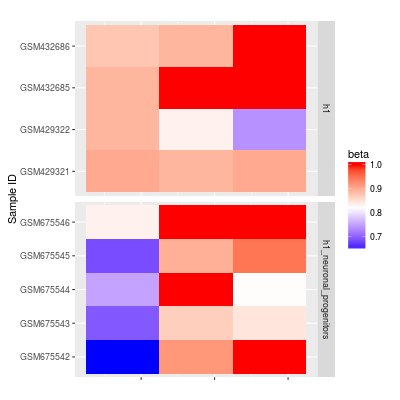 Sample ID
GSM432686
GSM432685
GSM429322
GSM429321
h1
GSM675546
GSM675545
GSM675544
GSM675543
GSM675542
h1_neuronal_progenitors
beta
1.0
0.9
0.8
0.7